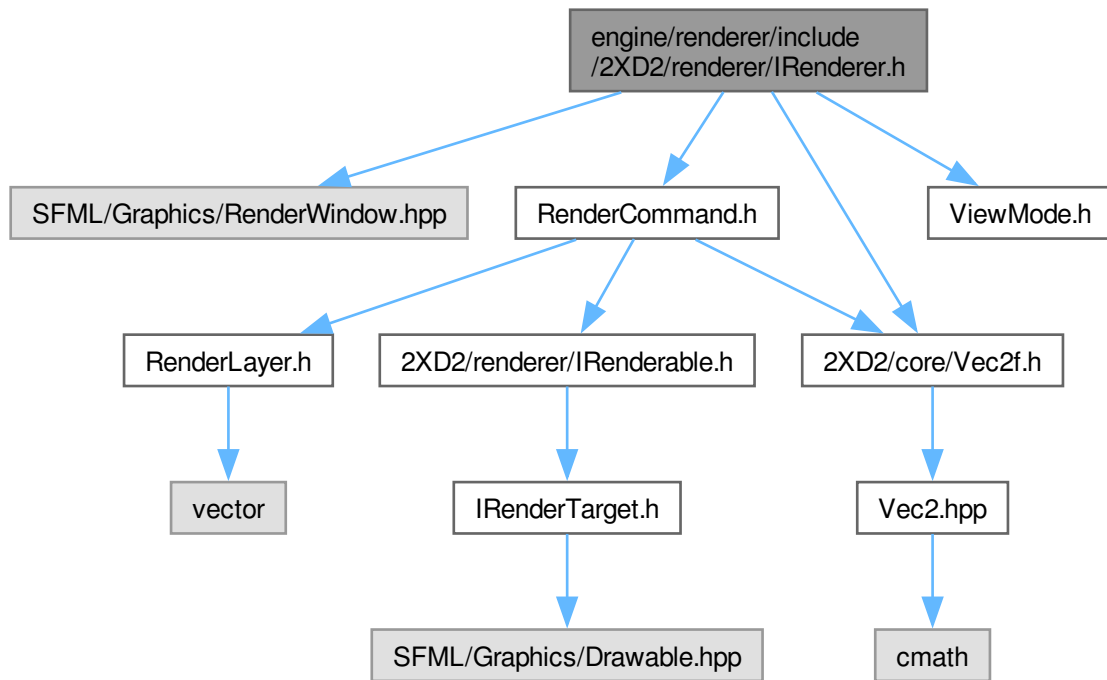 engine/renderer/include
/2XD2/renderer/IRenderer.h
SFML/Graphics/RenderWindow.hpp
RenderCommand.h
ViewMode.h
RenderLayer.h
2XD2/renderer/IRenderable.h
2XD2/core/Vec2f.h
vector
IRenderTarget.h
Vec2.hpp
SFML/Graphics/Drawable.hpp
cmath